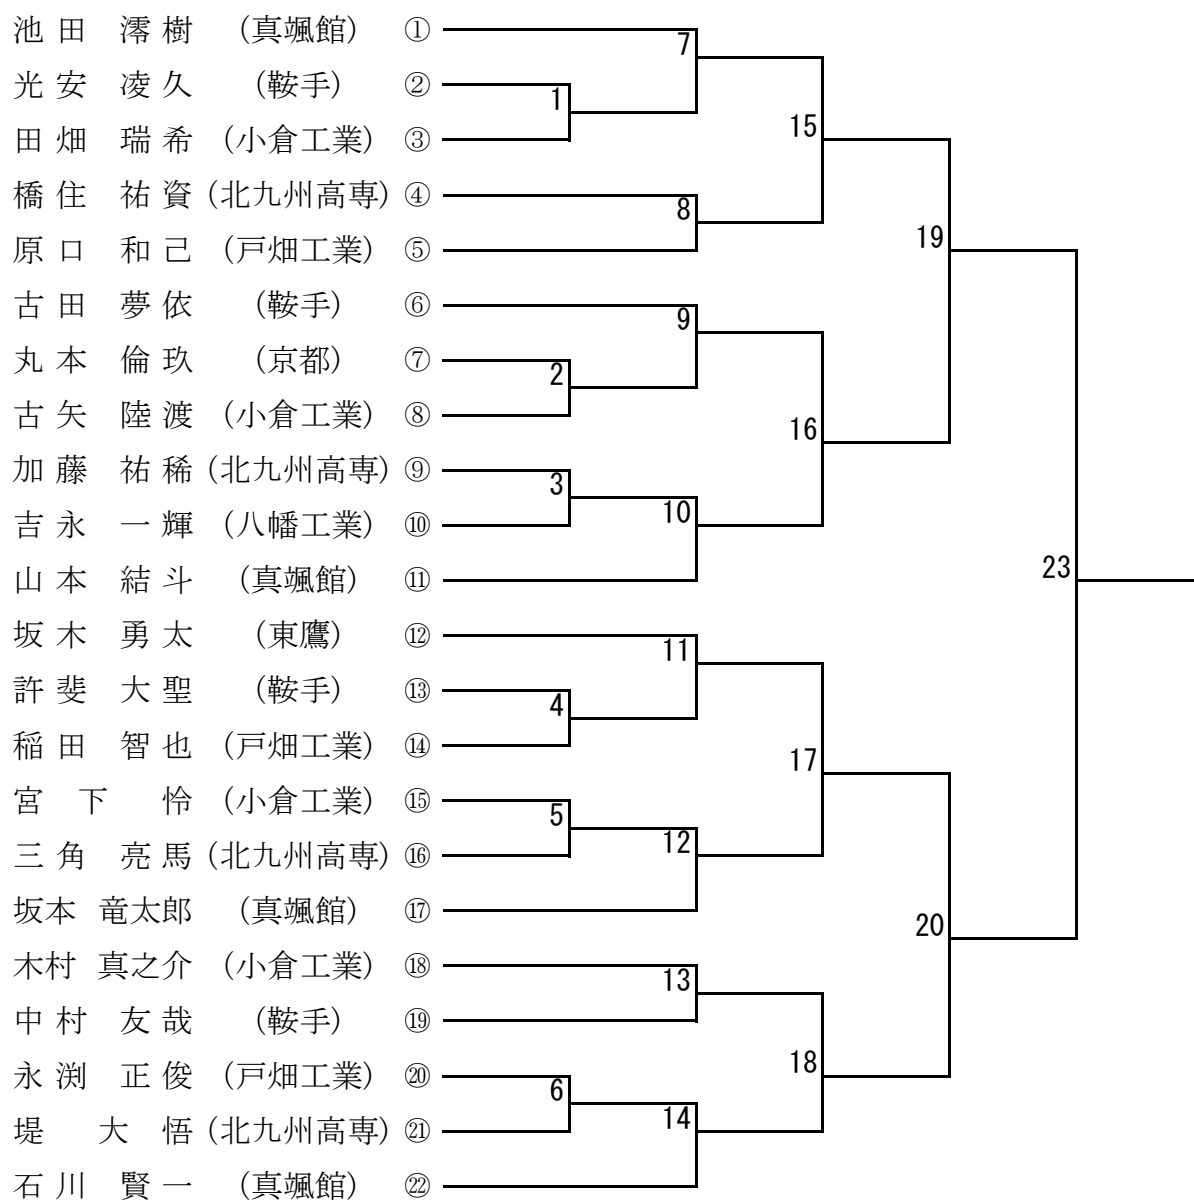 池田 澪樹 (真颯館) ①
7
光安 凌久 (鞍手) ②
1
15
田畑 瑞希 (小倉工業) ③
橋住 祐資 (北九州高専) ④
8
19
原口 和己 (戸畑工業) ⑤
古田 夢依 (鞍手) ⑥
9
丸本 倫玖 (京都) ⑦
2
古矢 陸渡 (小倉工業) ⑧
16
加藤 祐稀 (北九州高専) ⑨
3
10
吉永 一輝 (八幡工業) ⑩
23
山本 結斗 (真颯館) ⑪
坂木 勇太 (東鷹) ⑫
11
許斐 大聖 (鞍手) ⑬
4
稲田 智也 (戸畑工業) ⑭
17
宮下 怜 (小倉工業) ⑮
5
12
三角 亮馬 (北九州高専) ⑯
坂本 竜太郎 (真颯館) ⑰
20
木村 真之介 (小倉工業) ⑱
13
中村 友哉 (鞍手) ⑲
18
永渕 正俊 (戸畑工業) ⑳
6
14
堤 大悟 (北九州高専) ㉑
石川 賢一 (真颯館) ㉒